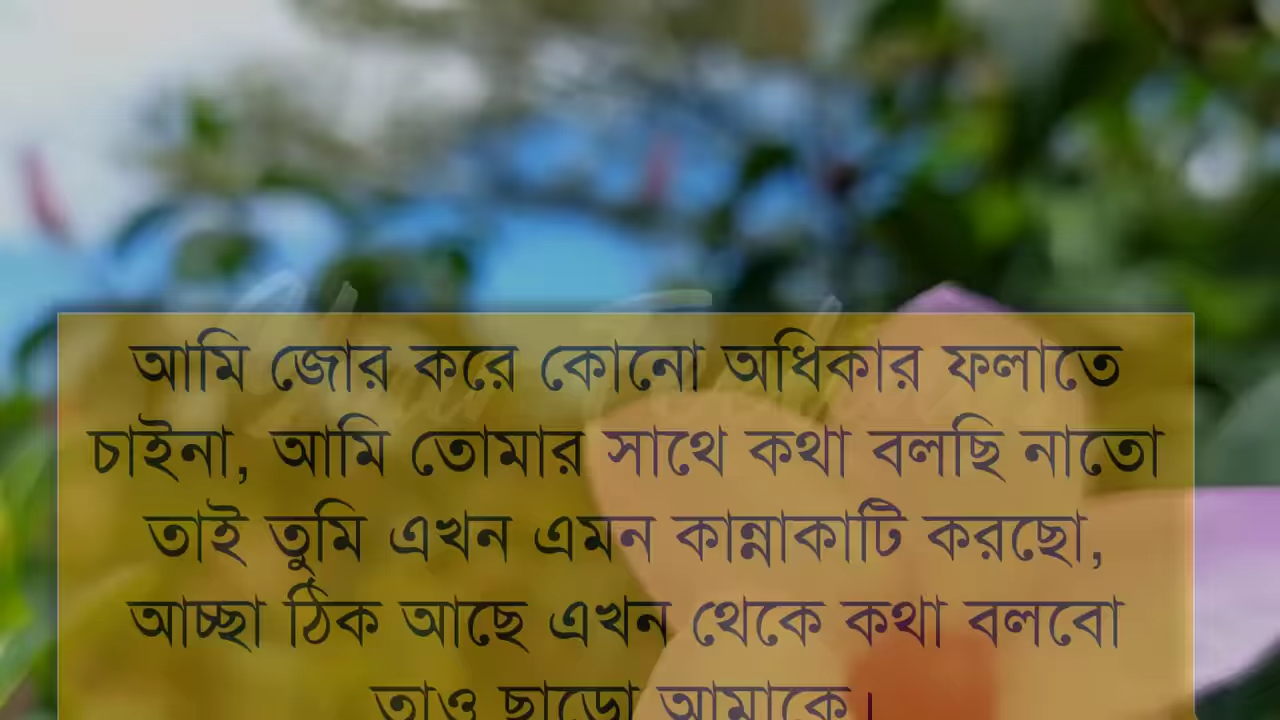 আমি জোর করে কোনো অধিকার ফলাতে
চাইনা, আমি তোমার সাথে কথা বলছি নাতো
তাই তুমি এখন এমন কান্নাকাটি করছো,
আচ্ছা ঠিক আছে এখন থেকে কথা বলবো
তাও ছাড়ো আমাকে।